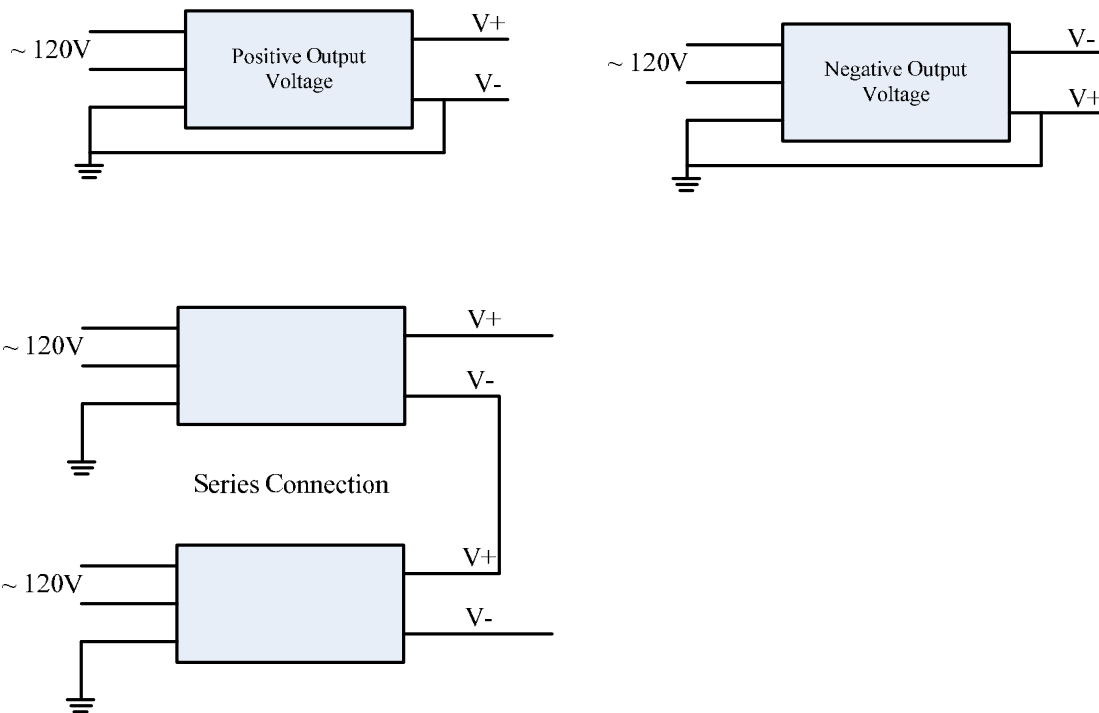 ~ 120V
Positive Output
Voltage
V+
V-
~ 120V
Negative Output
Voltage
V-
V+
~ 120V
V+
V-
Series Connection
~ 120V
V+
V-